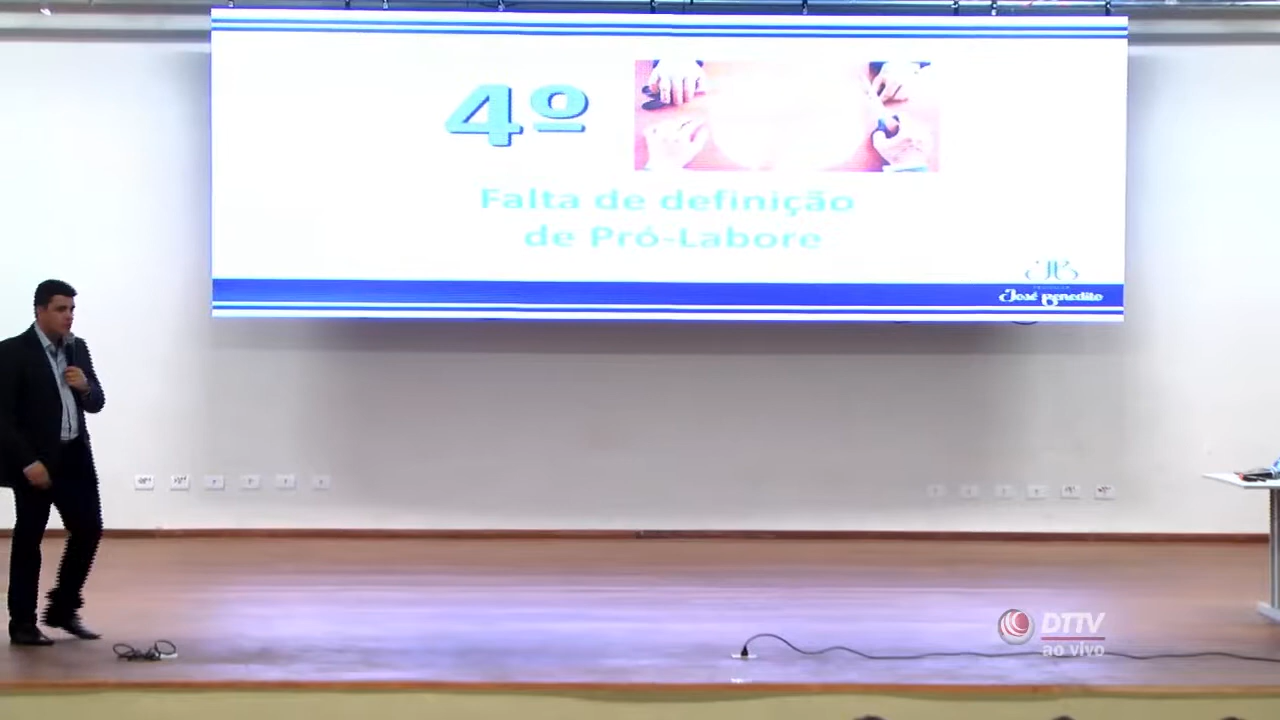 4º
Falta de definição
de Pró-Labore
José Benedito
DTTV
ao vivo